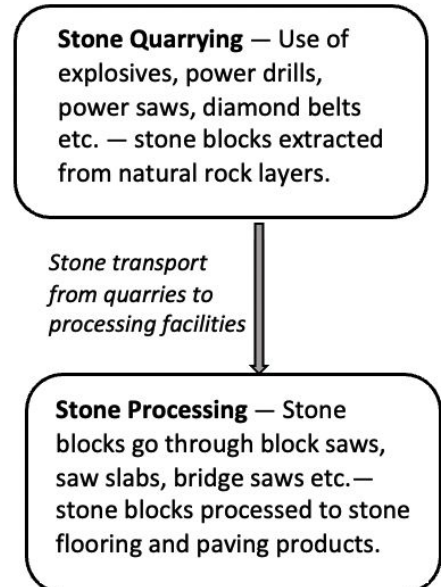 Stone Quarrying — Use of
explosives, power drills,
power saws, diamond belts
etc. — stone blocks extracted
from natural rock layers.
Stone transport
from quarries to
processing facilities
Stone Processing — Stone
blocks go through block saws,
saw slabs, bridge saws etc.—
stone blocks processed to stone
flooring and paving products.